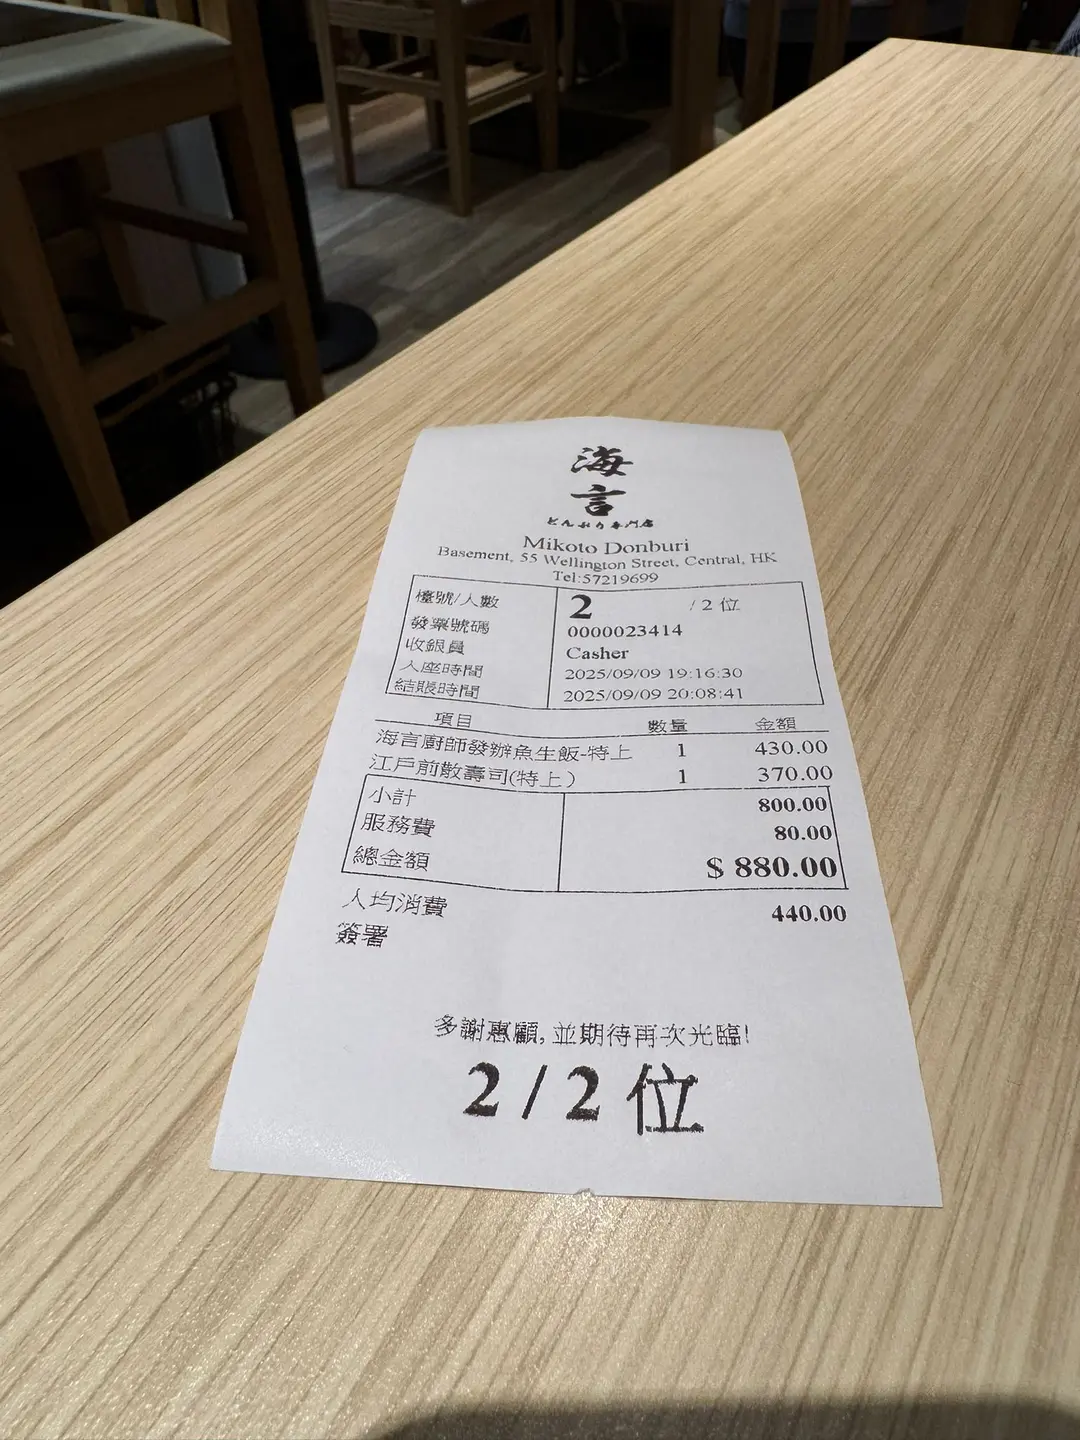 海
言
どんぶり専門店
Mikoto Donburi
Basement, 55 Wellington Street, Central, HK
Tel:57219699
檯號/人數 2 / 2 位
發票號碼 0000023414
收銀員 Casher
入座時間 2025/09/09 19:16:30
結賬時間 2025/09/09 20:08:41
項目 數量 金額
海言廚師發辦魚生飯-特上 1 430.00
江戶前散壽司(特上) 1 370.00
小計 800.00
服務費 80.00
總金額 $ 880.00
人均消費 440.00
簽署
多謝惠顧, 並期待再次光臨!
2 / 2 位